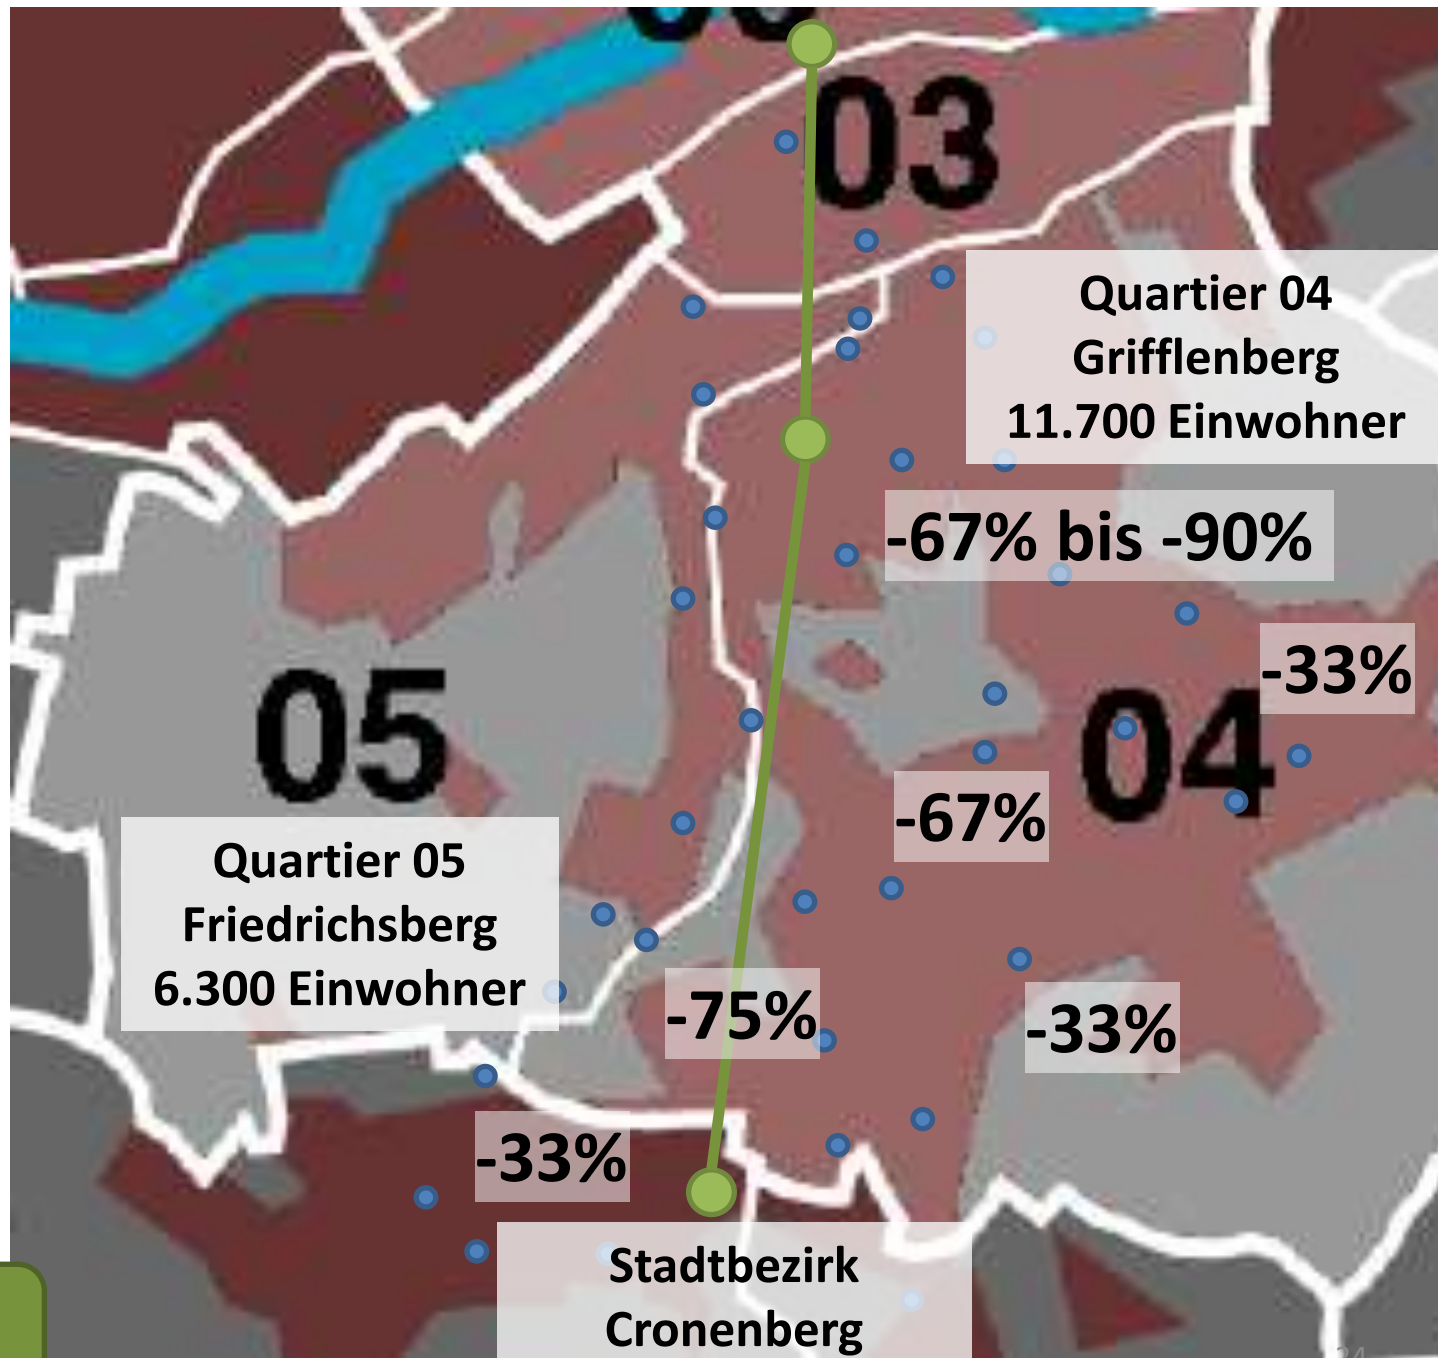 03
Quartier 04
Grifflenberg
11.700 Einwohner
-67% bis -90%
-33%
05
04
-67%
Quartier 05
Friedrichsberg
6.300 Einwohner
-75%
-33%
-33%
Stadtbezirk
Cronenberg